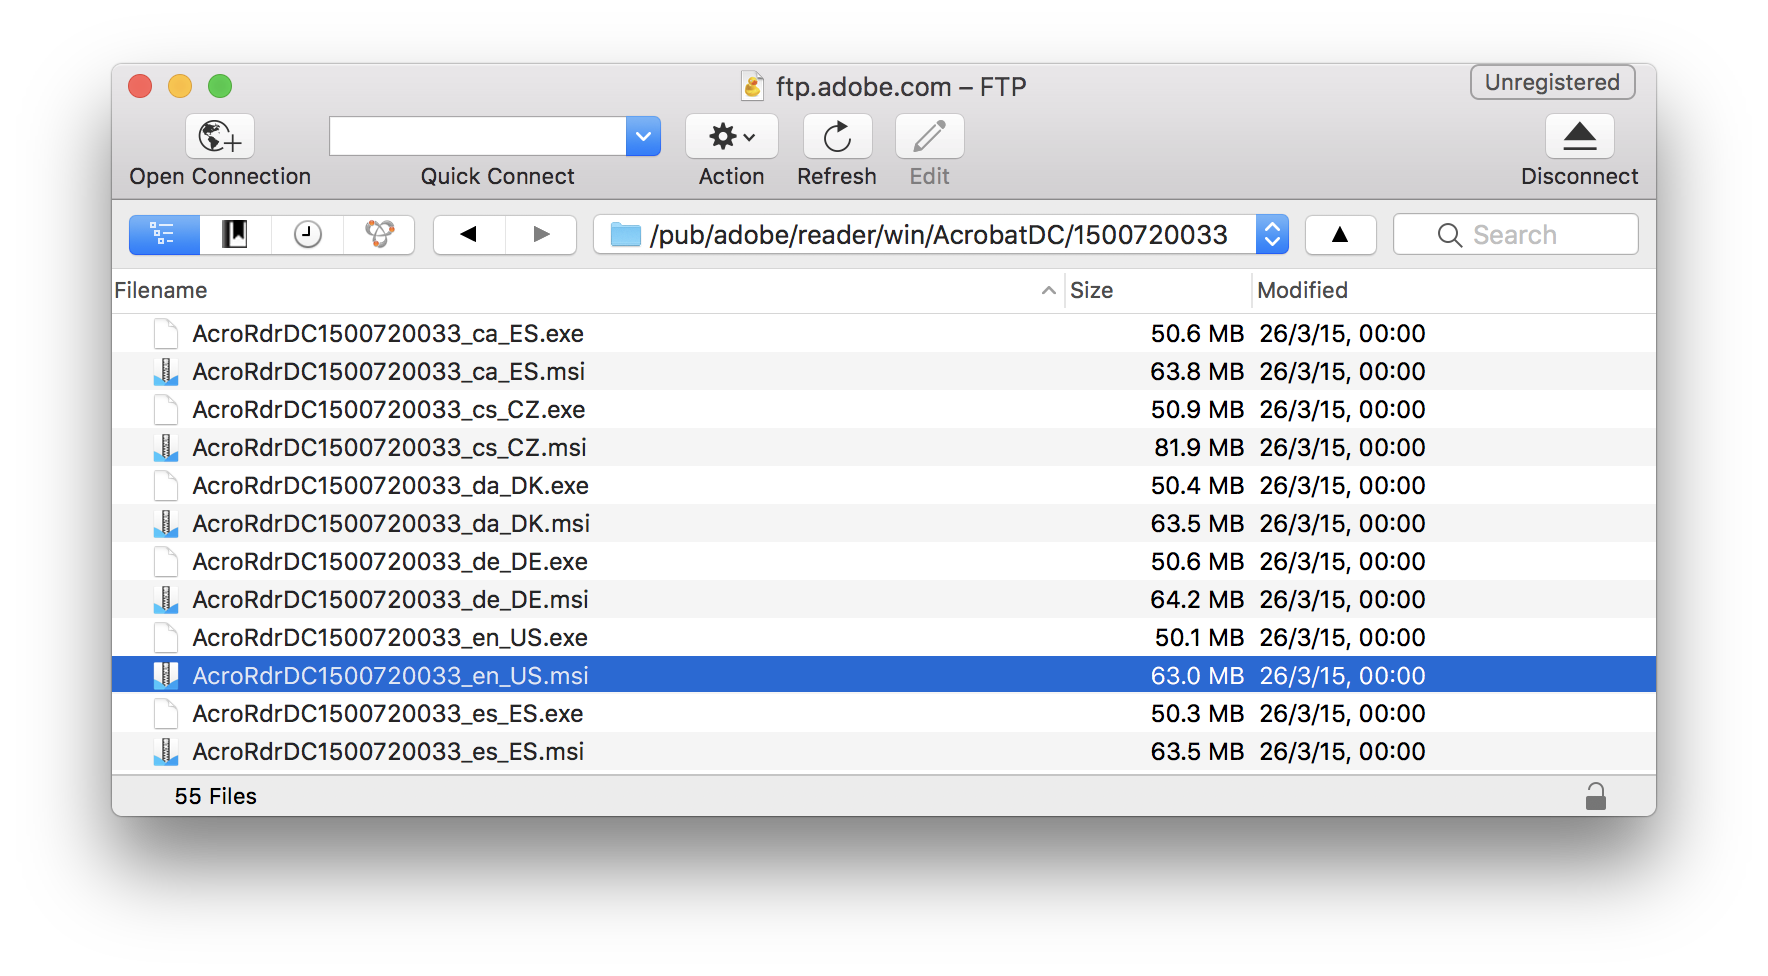 ftp.adobe.com – FTP
Unregistered
Open Connection
Quick Connect
Action
Refresh
Edit
Disconnect
/pub/adobe/reader/win/AcrobatDC/1500720033
Search
Filename Size Modified
AcroRdrDC1500720033_ca_ES.exe 50.6 MB 26/3/15, 00:00
AcroRdrDC1500720033_ca_ES.msi 63.8 MB 26/3/15, 00:00
AcroRdrDC1500720033_cs_CZ.exe 50.9 MB 26/3/15, 00:00
AcroRdrDC1500720033_cs_CZ.msi 81.9 MB 26/3/15, 00:00
AcroRdrDC1500720033_da_DK.exe 50.4 MB 26/3/15, 00:00
AcroRdrDC1500720033_da_DK.msi 63.5 MB 26/3/15, 00:00
AcroRdrDC1500720033_de_DE.exe 50.6 MB 26/3/15, 00:00
AcroRdrDC1500720033_de_DE.msi 64.2 MB 26/3/15, 00:00
AcroRdrDC1500720033_en_US.exe 50.1 MB 26/3/15, 00:00
AcroRdrDC1500720033_en_US.msi 63.0 MB 26/3/15, 00:00
AcroRdrDC1500720033_es_ES.exe 50.3 MB 26/3/15, 00:00
AcroRdrDC1500720033_es_ES.msi 63.5 MB 26/3/15, 00:00
55 Files